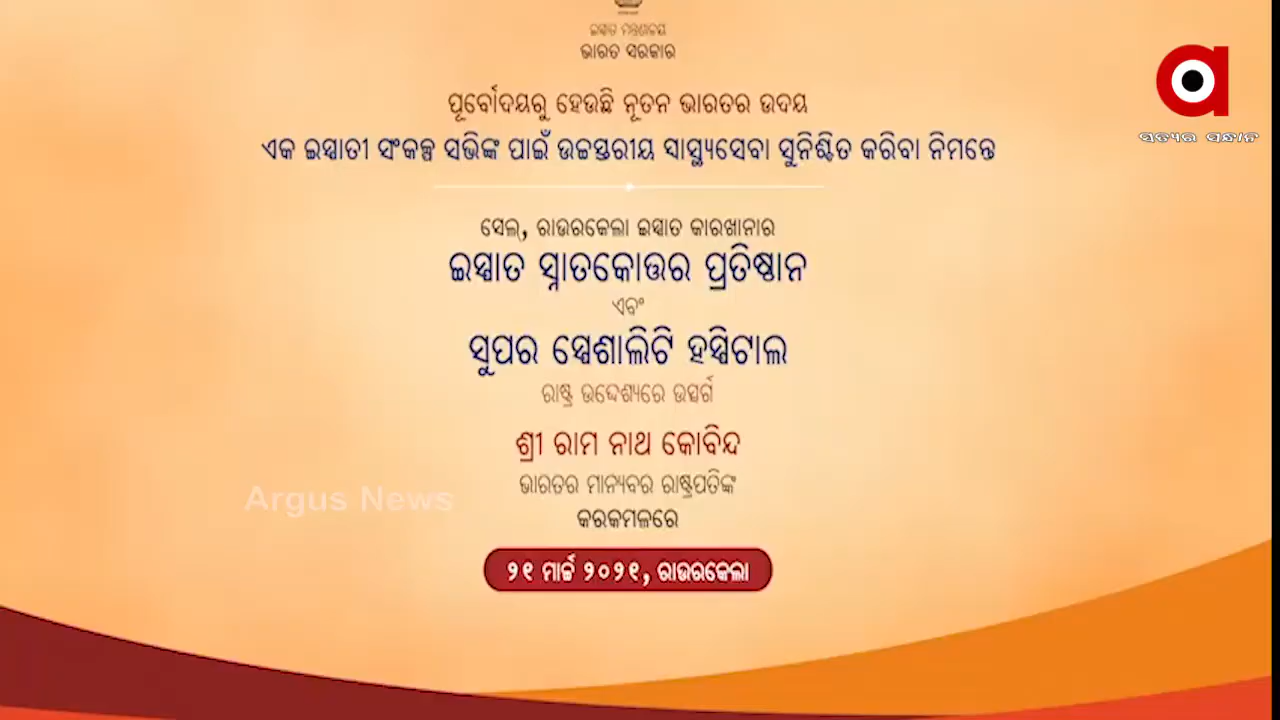 ଇସ୍ପାତ ମନ୍ତ୍ରଣାଳୟ
ଭାରତ ସରକାର
ପୂର୍ବୋଦୟରୁ ହେଉଛି ନୂତନ ଭାରତର ଉଦୟ
ଏକ ଇସ୍ପାତୀ ସଂକଳ୍ପ ସଭିଙ୍କ ପାଇଁ ଉଚ୍ଚସ୍ତରୀୟ ସାସ୍ଥ୍ୟସେବା ସୁନିଶ୍ଚିତ କରିବା ନିମନ୍ତେ
ସେଲ୍, ରାଉରକେଲା ଇସ୍ପାତ କାରଖାନାର
ଇସ୍ପାତ ସ୍ନାତକୋତ୍ତର ପ୍ରତିଷ୍ଠାନ
ଏବଂ
ସୁପର ସ୍ପେଶାଲିଟି ହସ୍ପିଟାଲ
ରାଷ୍ଟ୍ର ଉଦ୍ଦେଶ୍ୟରେ ଉତ୍ସର୍ଗ
ଶ୍ରୀ ରାମ ନାଥ କୋବିନ୍ଦ
ଭାରତର ମାନ୍ୟବର ରାଷ୍ଟ୍ରପତିଙ୍କ
କରକମଳରେ
୨୧ ମାର୍ଚ୍ଚ ୨୦୨୧, ରାଉରକେଲା
Argus News
ସତ୍ୟର ସନ୍ଧାନ